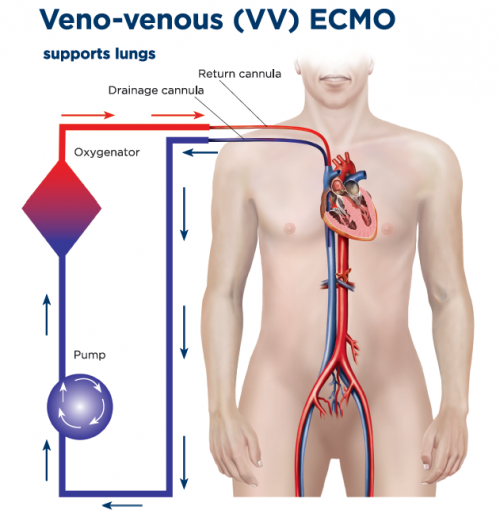 Veno-venous (VV) ECMO
supports lungs
Return cannula
Drainage cannula
Oxygenator
Pump